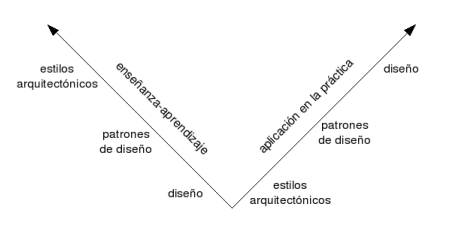 estilos
arquitectónicos
enseñanza-aprendizaje
patrones
de diseño
diseño
aplicación en la práctica
diseño
patrones
de diseño
estilos
arquitectónicos